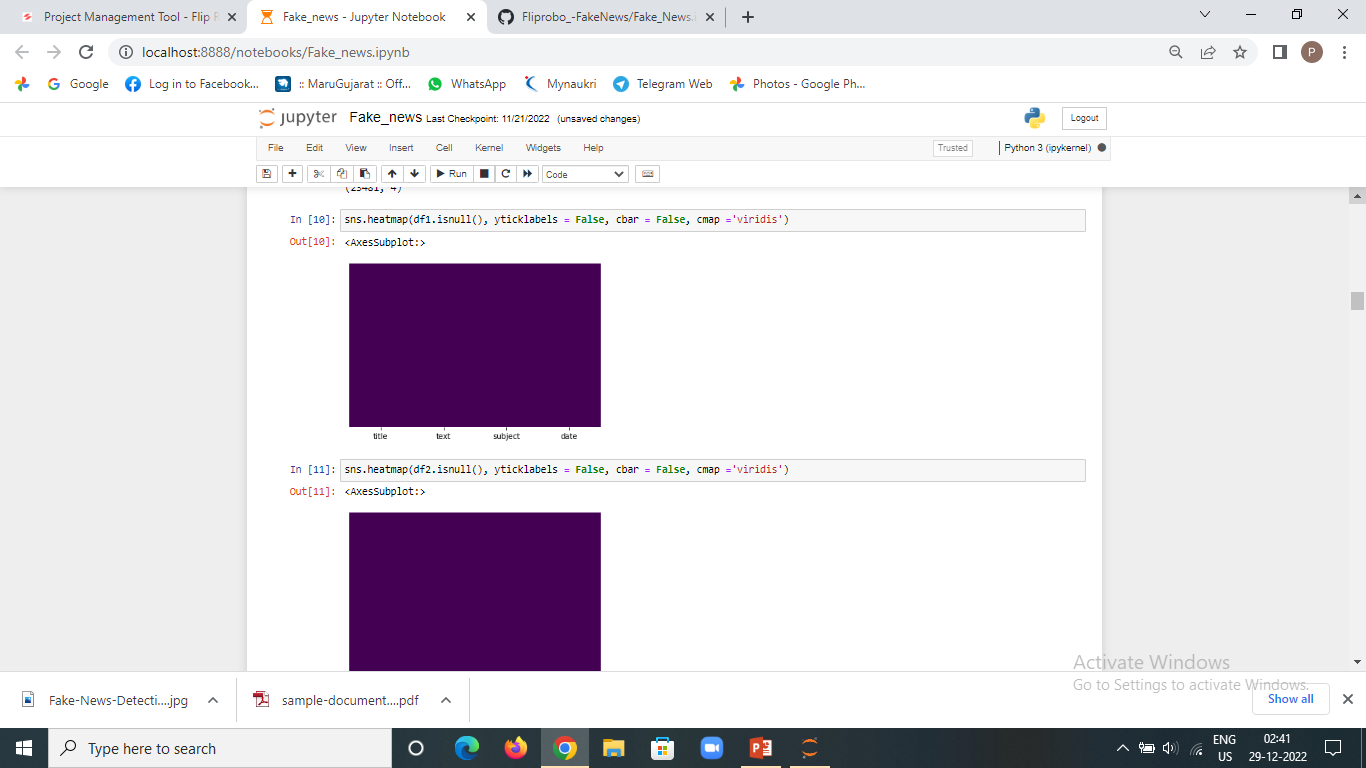 Project Management Tool - Flip R
Fake_news - Jupyter Notebook
Fliprobo_-FakeNews/Fake_News.i
localhost:8888/notebooks/Fake_news.ipynb
P
Google
Log in to Facebook...
:: MaruGujarat :: Off...
WhatsApp
Mynaukri
Telegram Web
Photos - Google Ph...
jupyter Fake_news Last Checkpoint: 11/21/2022 (unsaved changes)
Logout
File Edit View Insert Cell Kernel Widgets Help
Trusted
Python 3 (ipykernel)
Run
Code
(23481, 4)
In [10]: sns.heatmap(df1.isnull(), yticklabels = False, cbar = False, cmap ='viridis')
Out[10]: <AxesSubplot:>
title text subject date
In [11]: sns.heatmap(df2.isnull(), yticklabels = False, cbar = False, cmap ='viridis')
Out[11]: <AxesSubplot:>
Activate Windows
Go to Settings to activate Windows.
Fake-News-Detecti....jpg
sample-document....pdf
Show all
Type here to search
ENG
US
02:41
29-12-2022